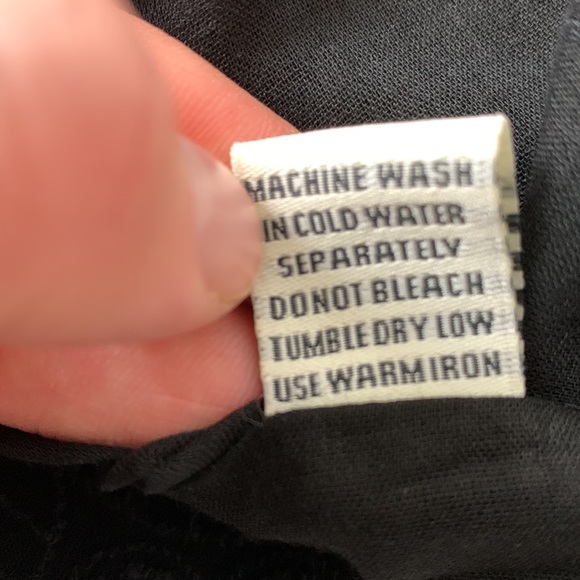 MACHINE WASH
IN COLD WATER
SEPARATELY
DO NOT BLEACH
TUMBLE DRY LOW
USE WARM IRON